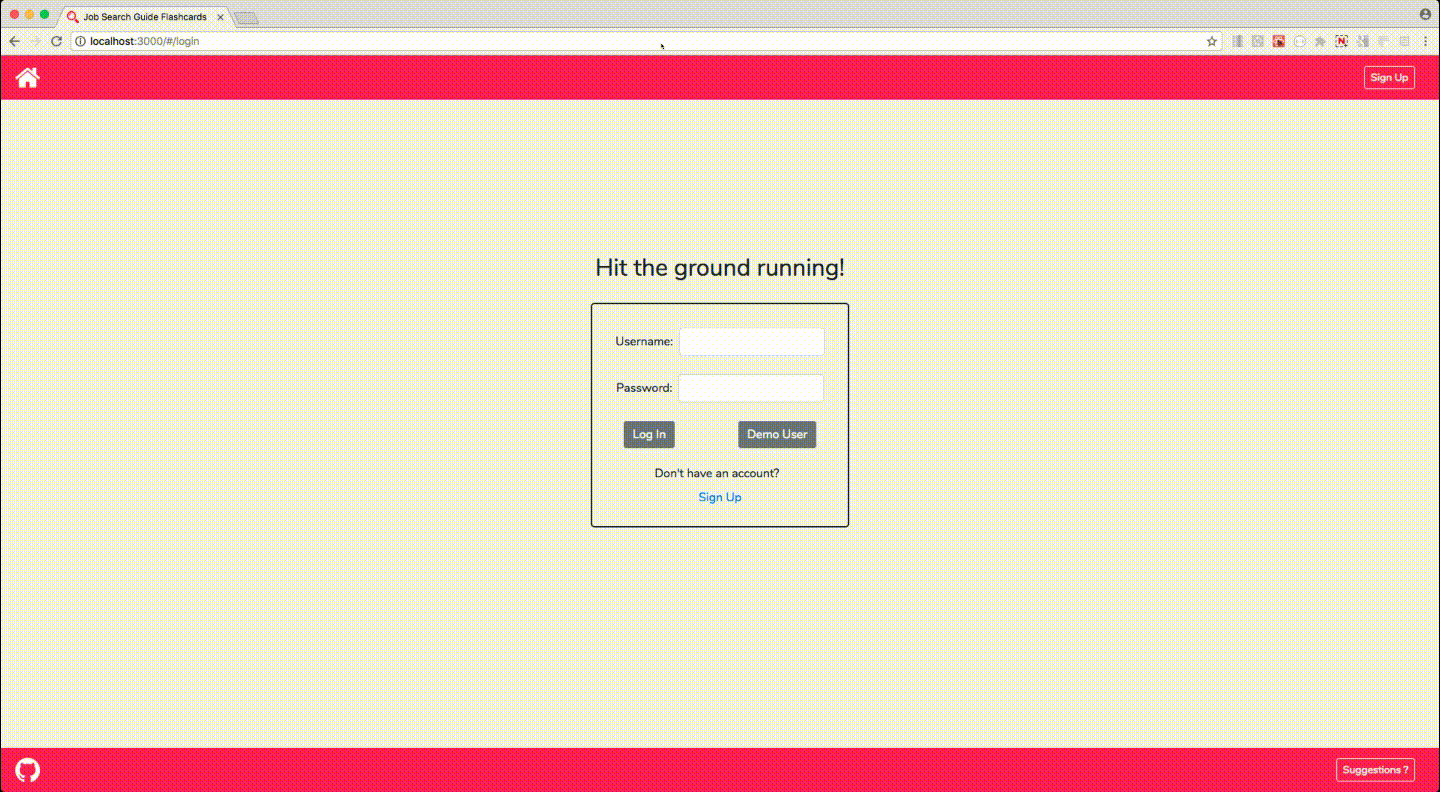 Job Search Guide Flashcards
localhost:3000/#/login
Sign Up
Hit the ground running!
Username:
Password:
Log In
Demo User
Don't have an account?
Sign Up
Suggestions ?